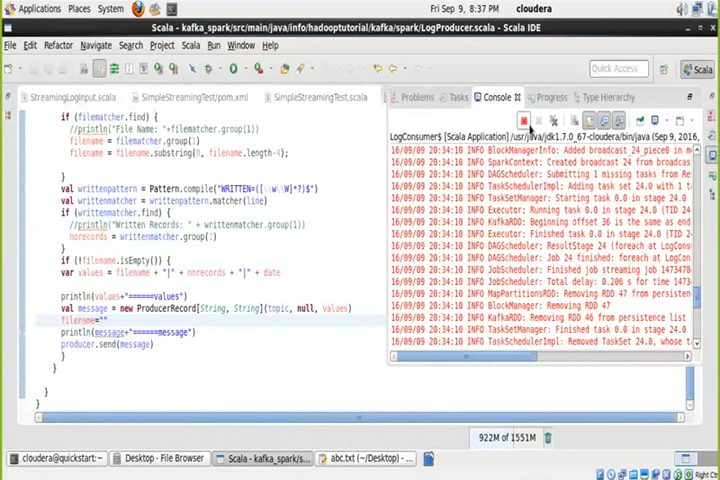 Applications Places System Fri Sep 9, 8:37 PM cloudera
Scala - kafka_spark/src/main/java/info/hadooptutorial/kafka/spark/LogProducer.scala - Scala IDE
File Edit Refactor Navigate Search Project Scala Run Window Help
Quick Access Scala
StreamingLogInput.scala SimpleStreamingTest/pom.xml SimpleStreamingTest.scala
if (filematcher.find) {
//println("File Name: "+filematcher.group(1))
filename = filematcher.group(1)
filename = filename.substring(0, filename.length-4);
}
val writtenpattern = Pattern.compile("WRITTEN=([\\w\\W]*?)$")
val writtenmatcher = writtenpattern.matcher(line)
if (writtenmatcher.find) {
//println("Written Records: " + writtenmatcher.group(1))
norecords = writtenmatcher.group(1)
}
if (!filename.isEmpty()) {
var values = filename + "|" + norecords + "|" + date
println(values+"======values")
val message = new ProducerRecord[String, String](topic, null, values)
filename=""
println(message+"======message")
producer.send(message)
}
}
}
}
Problems Tasks Console Progress Type Hierarchy
LogConsumer$ [Scala Application] /usr/java/jdk1.7.0_67-cloudera/bin/java (Sep 9, 2016,
16/09/09 20:34:10 INFO BlockManagerInfo: Added broadcast_24_piece0 in m
16/09/09 20:34:10 INFO SparkContext: Created broadcast 24 from broadcas
16/09/09 20:34:10 INFO DAGScheduler: Submitting 1 missing tasks from Re
16/09/09 20:34:10 INFO TaskSchedulerImpl: Adding task set 24.0 with 1 t
16/09/09 20:34:10 INFO TaskSetManager: Starting task 0.0 in stage 24.0
16/09/09 20:34:10 INFO Executor: Running task 0.0 in stage 24.0 (TID 24
16/09/09 20:34:10 INFO KafkaRDD: Beginning offset 36 is the same as end
16/09/09 20:34:10 INFO Executor: Finished task 0.0 in stage 24.0 (TID
16/09/09 20:34:10 INFO DAGScheduler: ResultStage 24 (foreach at LogCons
16/09/09 20:34:10 INFO DAGScheduler: Job 24 finished: foreach at LogCon
16/09/09 20:34:10 INFO JobScheduler: Finished job streaming job 1473478
16/09/09 20:34:10 INFO JobScheduler: Total delay: 0.206 s for time 1473
16/09/09 20:34:10 INFO MapPartitionsRDD: Removing RDD 47 from persisten
16/09/09 20:34:10 INFO BlockManager: Removing RDD 47
16/09/09 20:34:10 INFO KafkaRDD: Removing RDD 46 from persistence list
16/09/09 20:34:10 INFO TaskSetManager: Finished task 0.0 in stage 24.0
16/09/09 20:34:10 INFO TaskSchedulerImpl: Removed TaskSet 24.0, whose t
922M of 1551M
cloudera@quickstart:~ Desktop - File Browser Scala - kafka_spark/s... abc.txt (~/Desktop) - ...
Right Ct